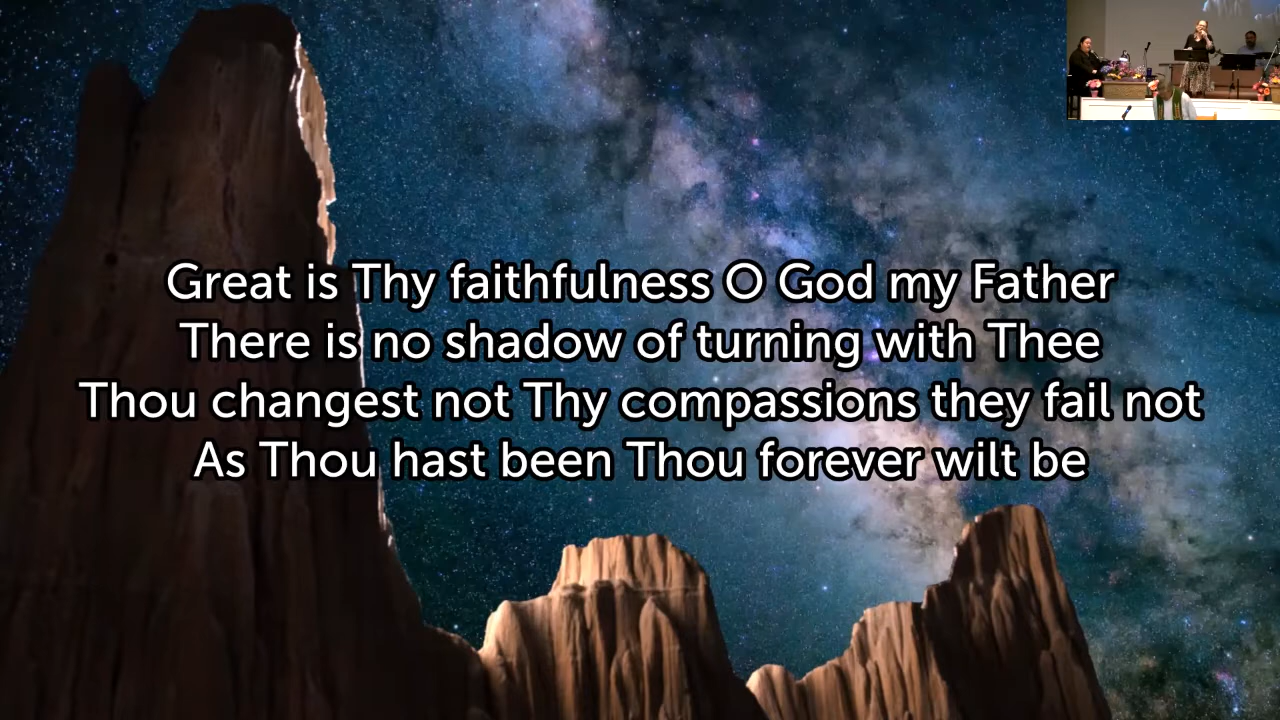 Great is Thy faithfulness O God my Father
There is no shadow of turning with Thee
Thou changest not Thy compassions they fail not
As Thou hast been Thou forever wilt be